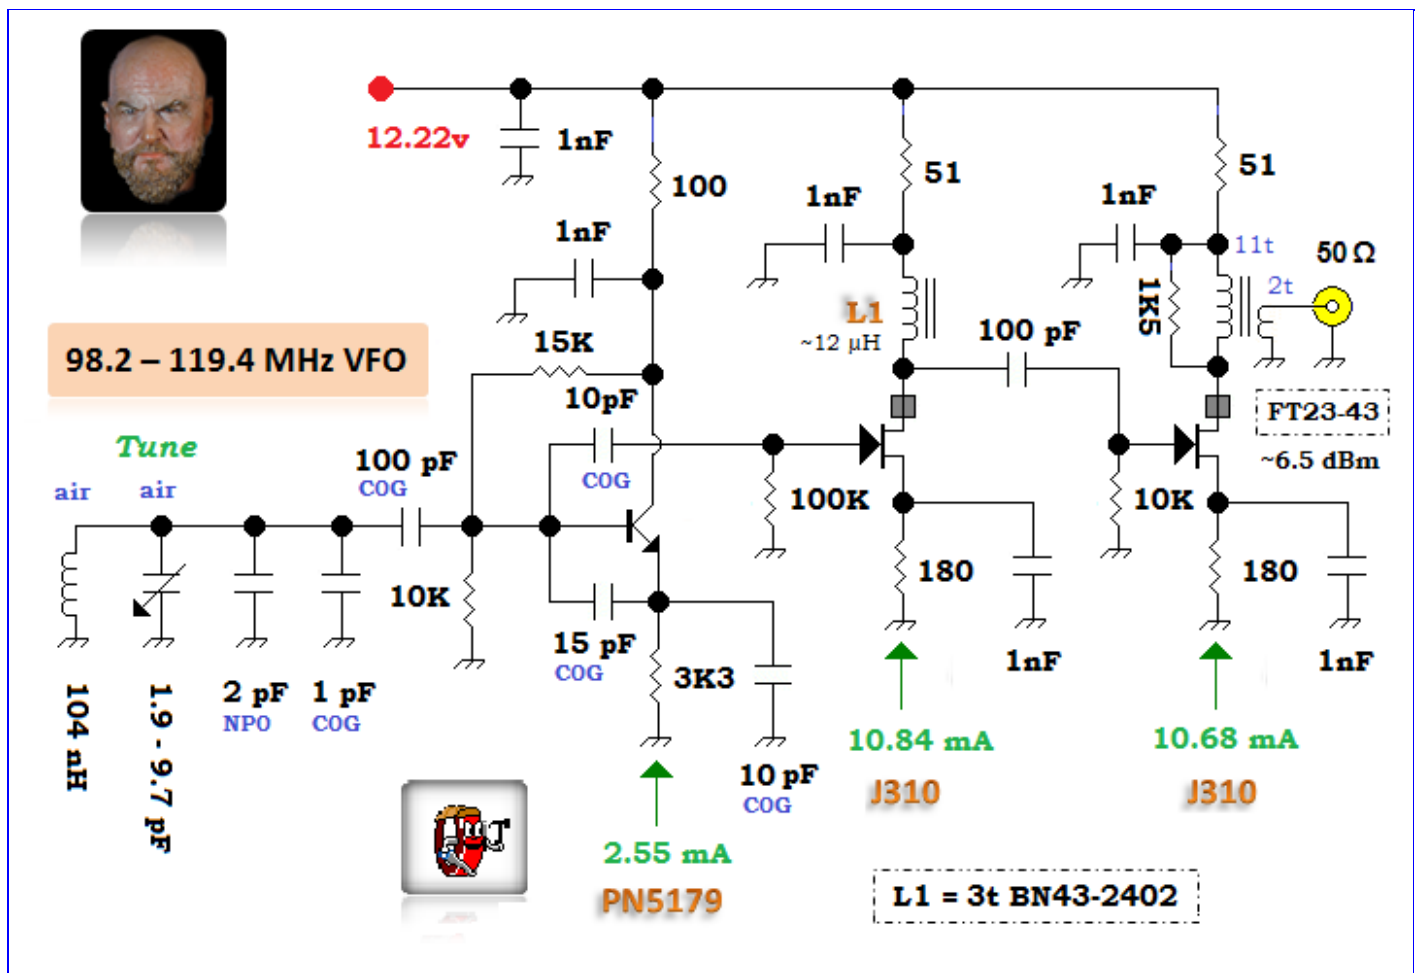 12.22v
1nF
100
51
51
1nF
1nF
1nF
11t
50 Ω
2t
1K5
L1
~12 µH
100 pF
15K
98.2 – 119.4 MHz VFO
10pF
COG
FT23-43
~6.5 dBm
Tune
air
air
100 pF
COG
100K
10K
10K
180
180
15 pF
COG
3K3
1nF
1nF
104 nH
1.9 - 9.7 pF
2 pF
NPO
1 pF
COG
10 pF
COG
10.84 mA
J310
10.68 mA
J310
2.55 mA
PN5179
L1 = 3t BN43-2402